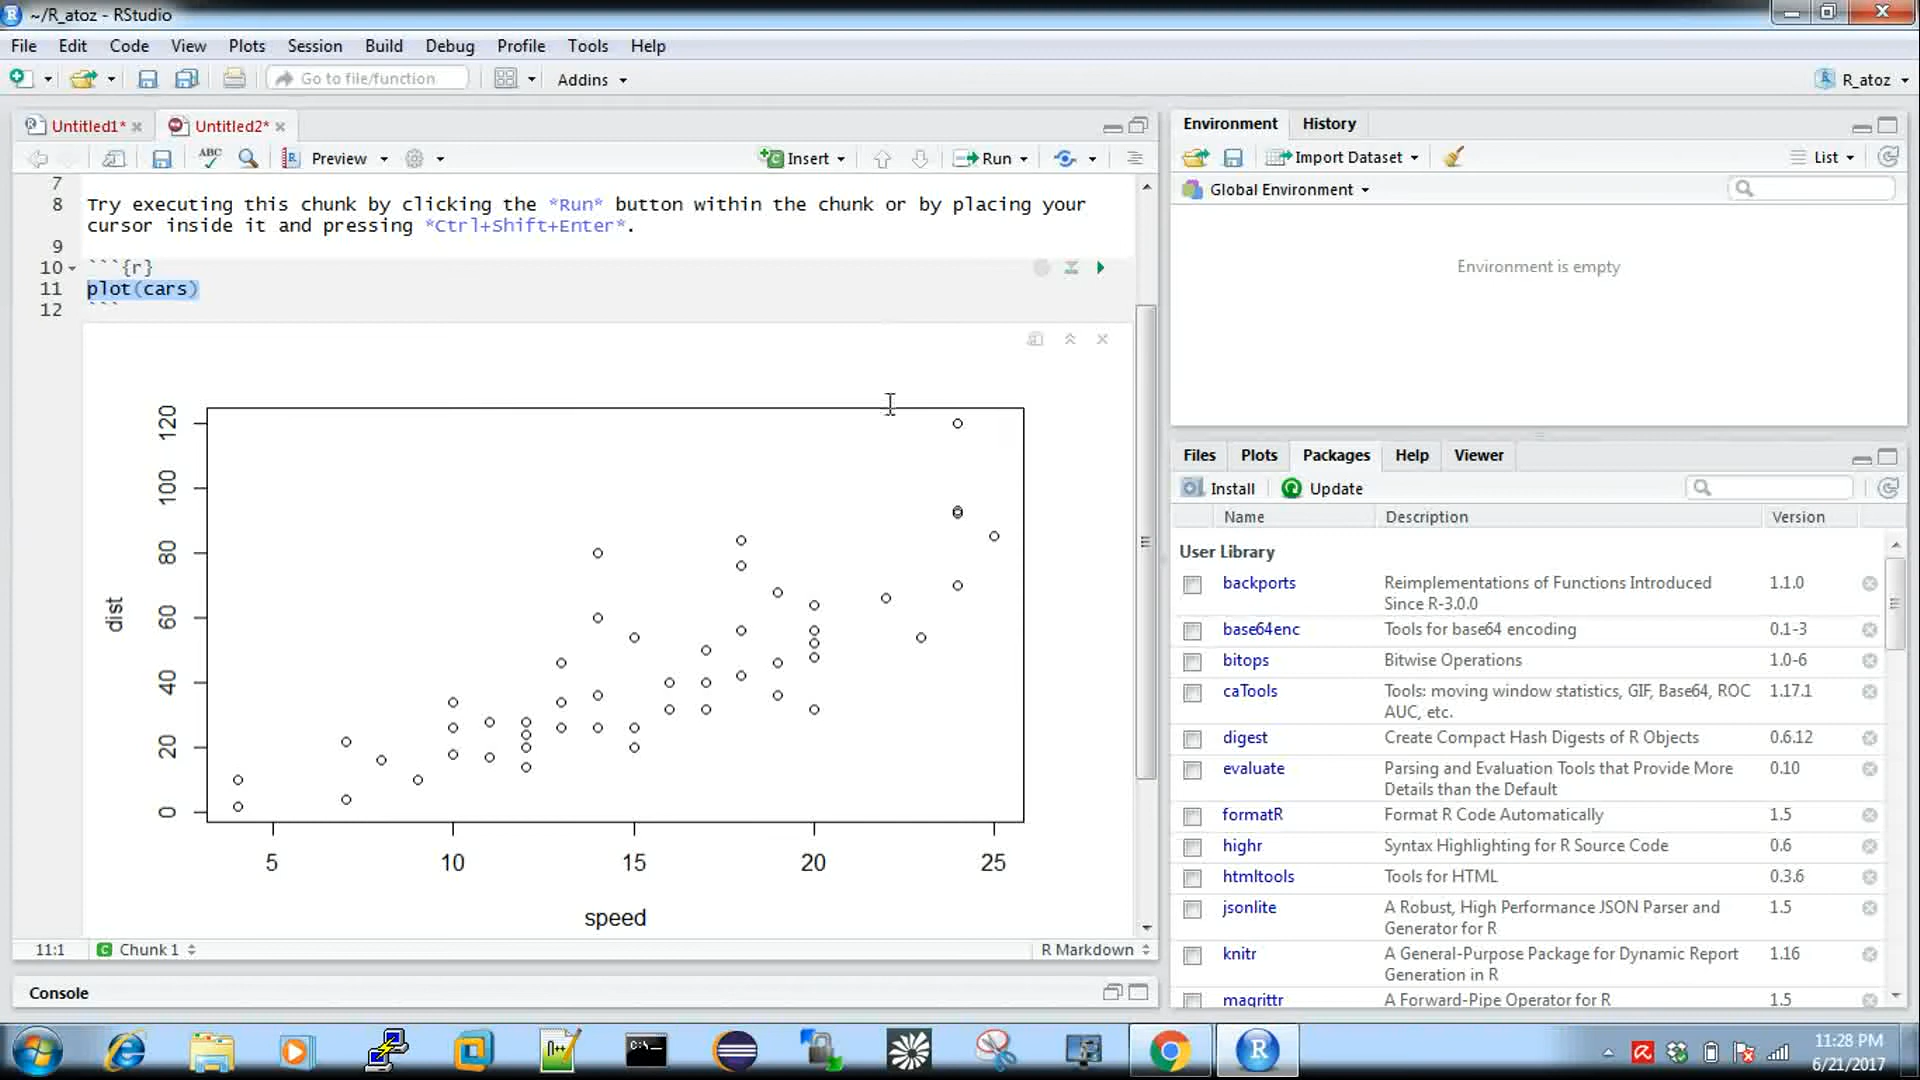 ~/R_atoz - RStudio
File Edit Code View Plots Session Build Debug Profile Tools Help
Go to file/function Addins R_atoz
Untitled1* Untitled2*
ABC Preview Insert Run
7
8 Try executing this chunk by clicking the *Run* button within the chunk or by placing your
cursor inside it and pressing *Ctrl+Shift+Enter*.
9
10 ```{r}
11 plot(cars)
12 ```
120
100
80
60
40
20
0
dist
5 10 15 20 25
speed
11:1 Chunk 1 R Markdown
Console
Environment History
Import Dataset List
Global Environment
Environment is empty
Files Plots Packages Help Viewer
Install Update
Name Description Version
User Library
backports Reimplementations of Functions Introduced 1.1.0
Since R-3.0.0
base64enc Tools for base64 encoding 0.1-3
bitops Bitwise Operations 1.0-6
caTools Tools: moving window statistics, GIF, Base64, ROC 1.17.1
AUC, etc.
digest Create Compact Hash Digests of R Objects 0.6.12
evaluate Parsing and Evaluation Tools that Provide More 0.10
Details than the Default
formatR Format R Code Automatically 1.5
highr Syntax Highlighting for R Source Code 0.6
htmltools Tools for HTML 0.3.6
jsonlite A Robust, High Performance JSON Parser and 1.5
Generator for R
knitr A General-Purpose Package for Dynamic Report 1.16
Generation in R
magrittr A Forward-Pipe Operator for R 1.5
11:28 PM
6/21/2017